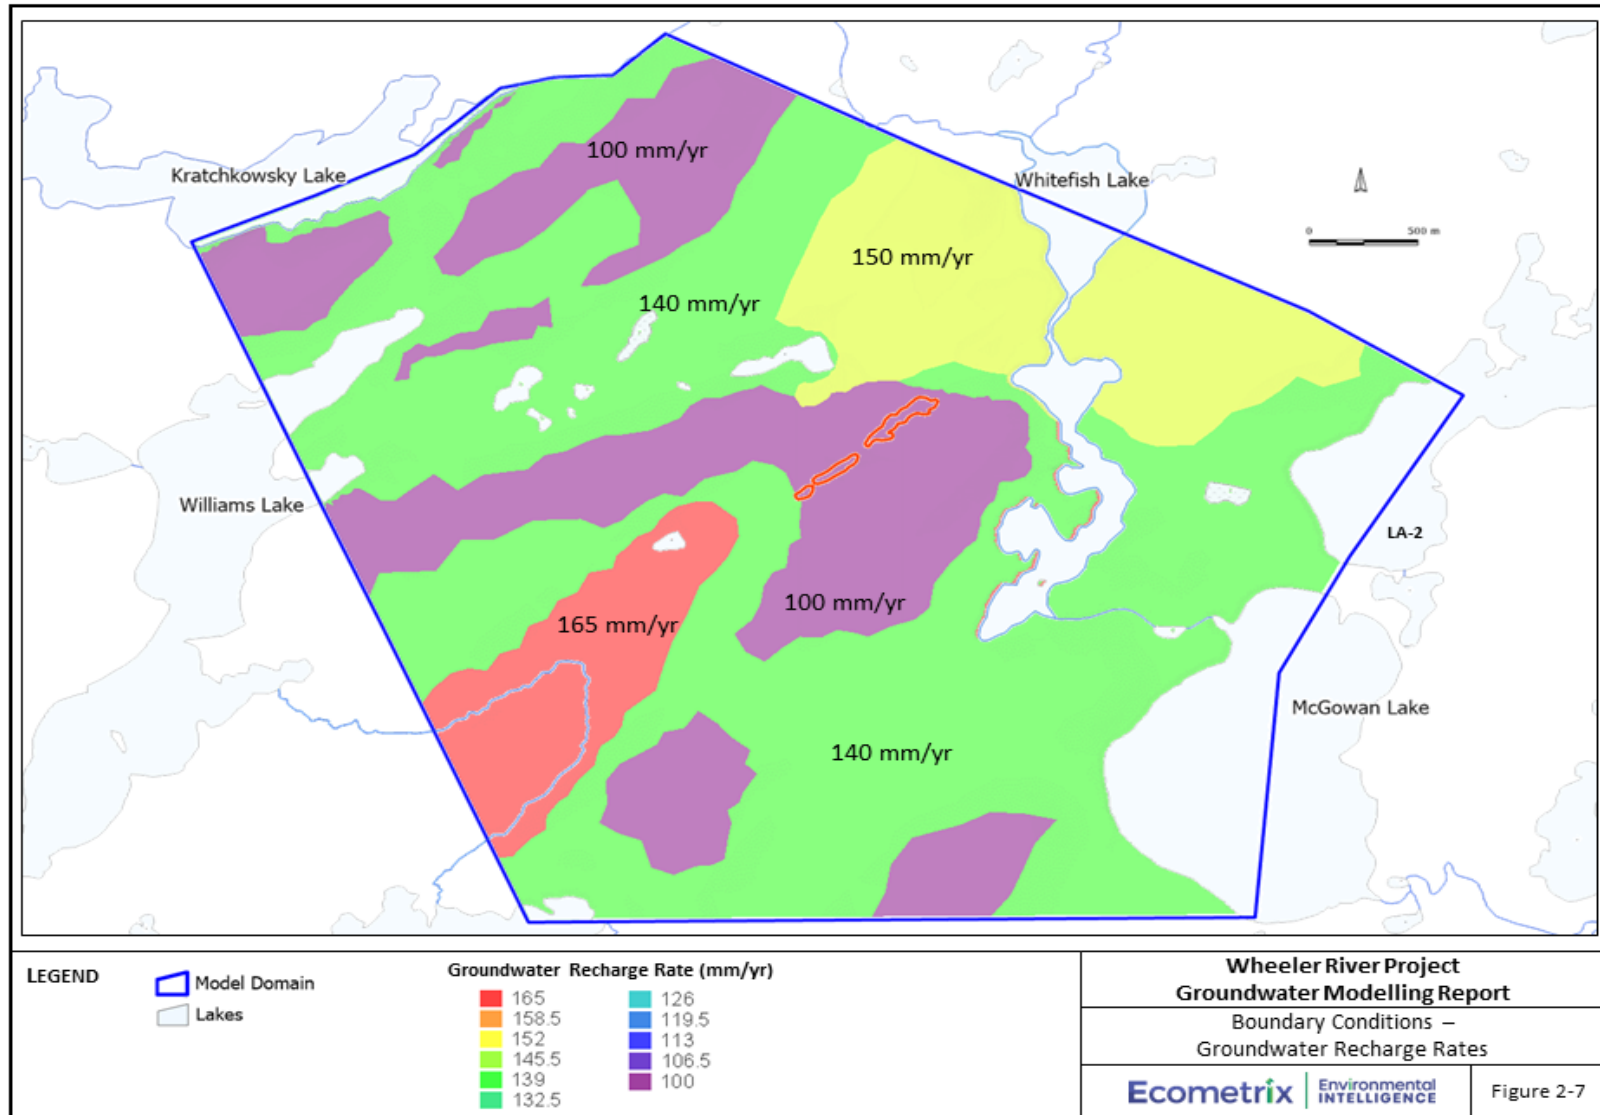 100 mm/yr
Kratchkowsky Lake
Whitefish Lake
0 500 m
150 mm/yr
140 mm/yr
Williams Lake
LA-2
100 mm/yr
165 mm/yr
McGowan Lake
140 mm/yr
LEGEND
Model Domain
Lakes
Groundwater Recharge Rate (mm/yr)
165
158.5
152
145.5
139
132.5
126
119.5
113
106.5
100
Wheeler River Project
Groundwater Modelling Report
Boundary Conditions –
Groundwater Recharge Rates
Ecometrix
Environmental
INTELLIGENCE
Figure 2-7